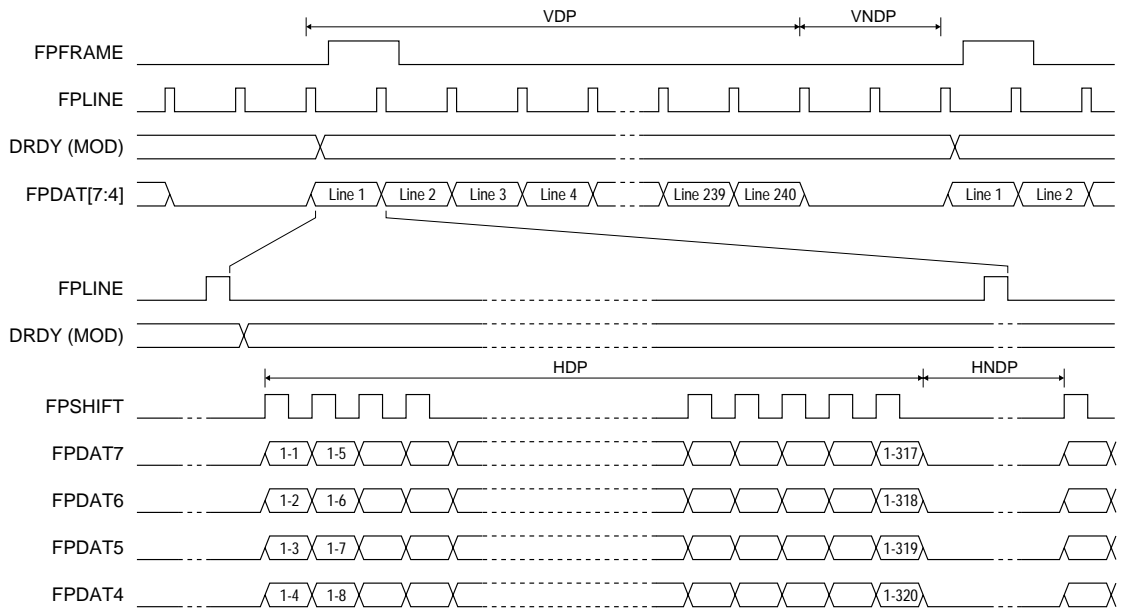 VDP VNDP
FPFRAME
FPLINE
DRDY (MOD)
FPDAT[7:4] Line 1 Line 2 Line 3 Line 4 Line 239 Line 240 Line 1 Line 2
FPLINE
DRDY (MOD)
HDP HNDP
FPSHIFT
FPDAT7 1-1 1-5 1-317
FPDAT6 1-2 1-6 1-318
FPDAT5 1-3 1-7 1-319
FPDAT4 1-4 1-8 1-320